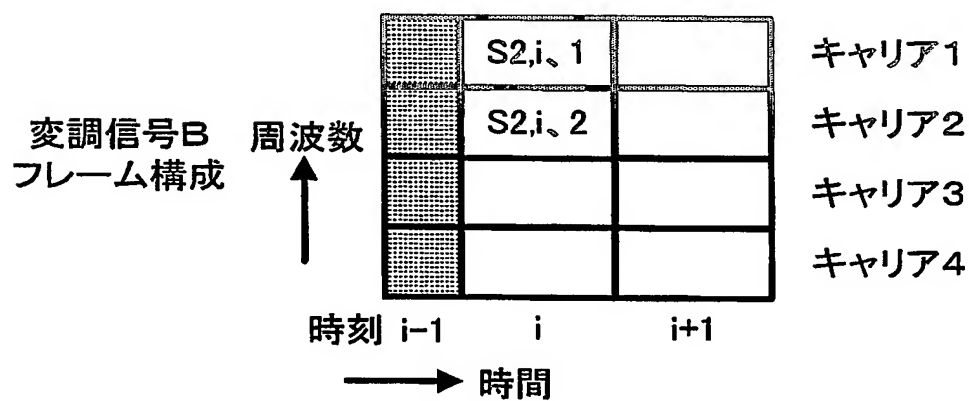 S2,i、1 キャリア1
変調信号B 周波数 S2,i、2 キャリア2
フレーム構成 キャリア3
キャリア4
時刻 i-1 i i+1
時間